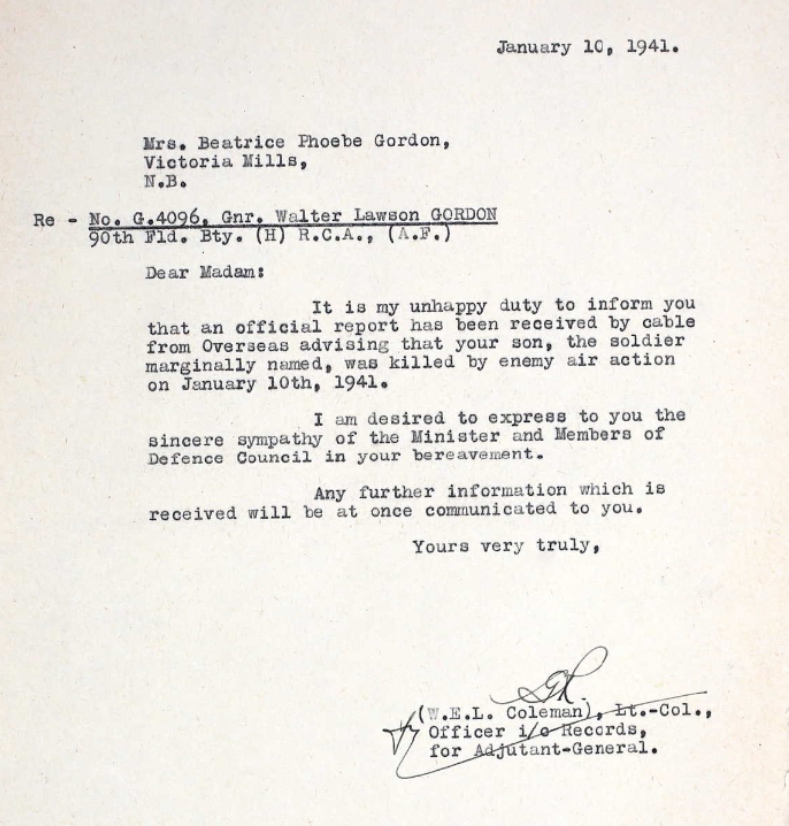 January 10, 1941.
Mrs. Beatrice Phoebe Gordon,
Victoria Mills,
N.B.
Re - No. G.4096, Gnr. Walter Lawson GORDON
90th Fld. Bty. (H) R.C.A., (A.F.)
Dear Madam:
It is my unhappy duty to inform you
that an official report has been received by cable
from Overseas advising that your son, the soldier
marginally named, was killed by enemy air action
on January 10th, 1941.
I am desired to express to you the
sincere sympathy of the Minister and Members of
Defence Council in your bereavement.
Any further information which is
received will be at once communicated to you.
Yours very truly,
(W.E.L. Coleman), Lt.-Col.,
Officer i/c Records,
for Adjutant-General.